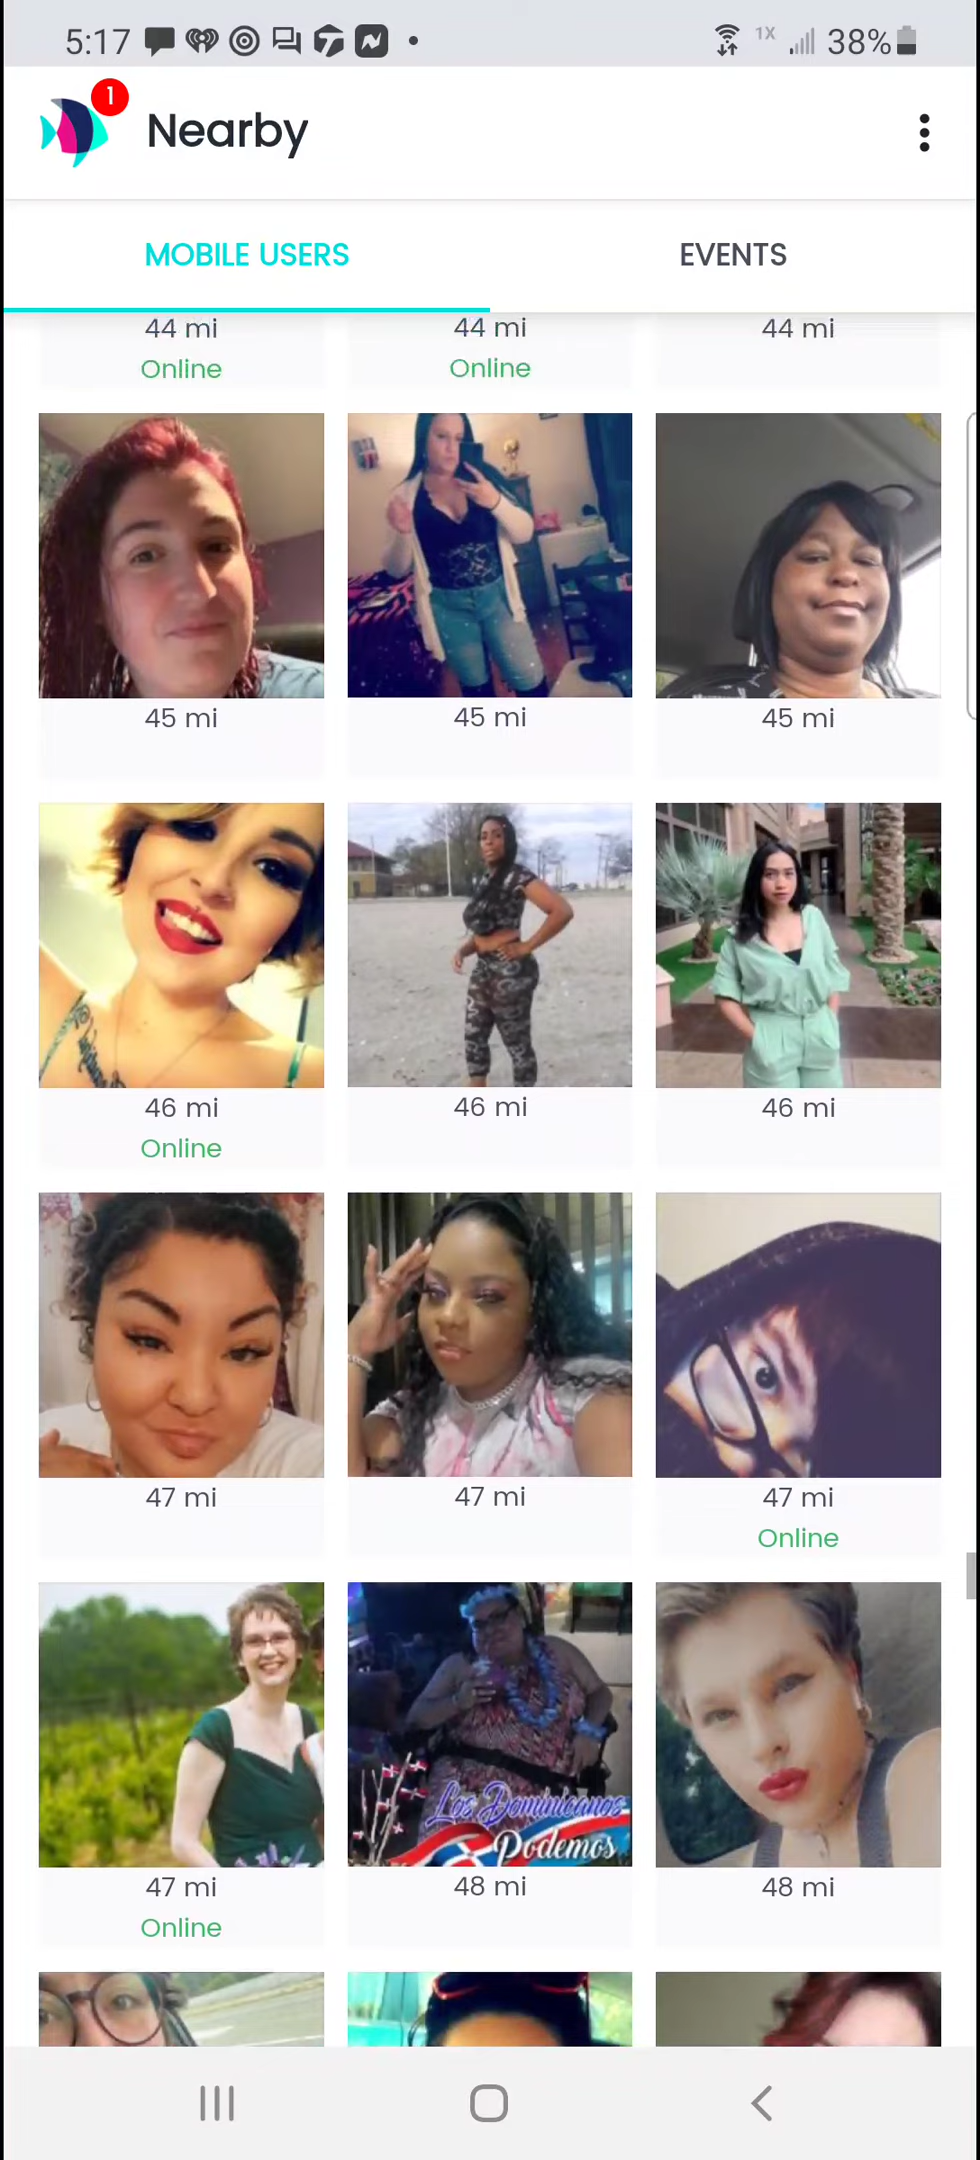 5:17 1X 38%
1
Nearby
MOBILE USERS EVENTS
44 mi 44 mi 44 mi
Online Online
45 mi 45 mi 45 mi
46 mi 46 mi 46 mi
Online
47 mi 47 mi 47 mi
Online
Los Dominicanos
Podemos
47 mi 48 mi 48 mi
Online